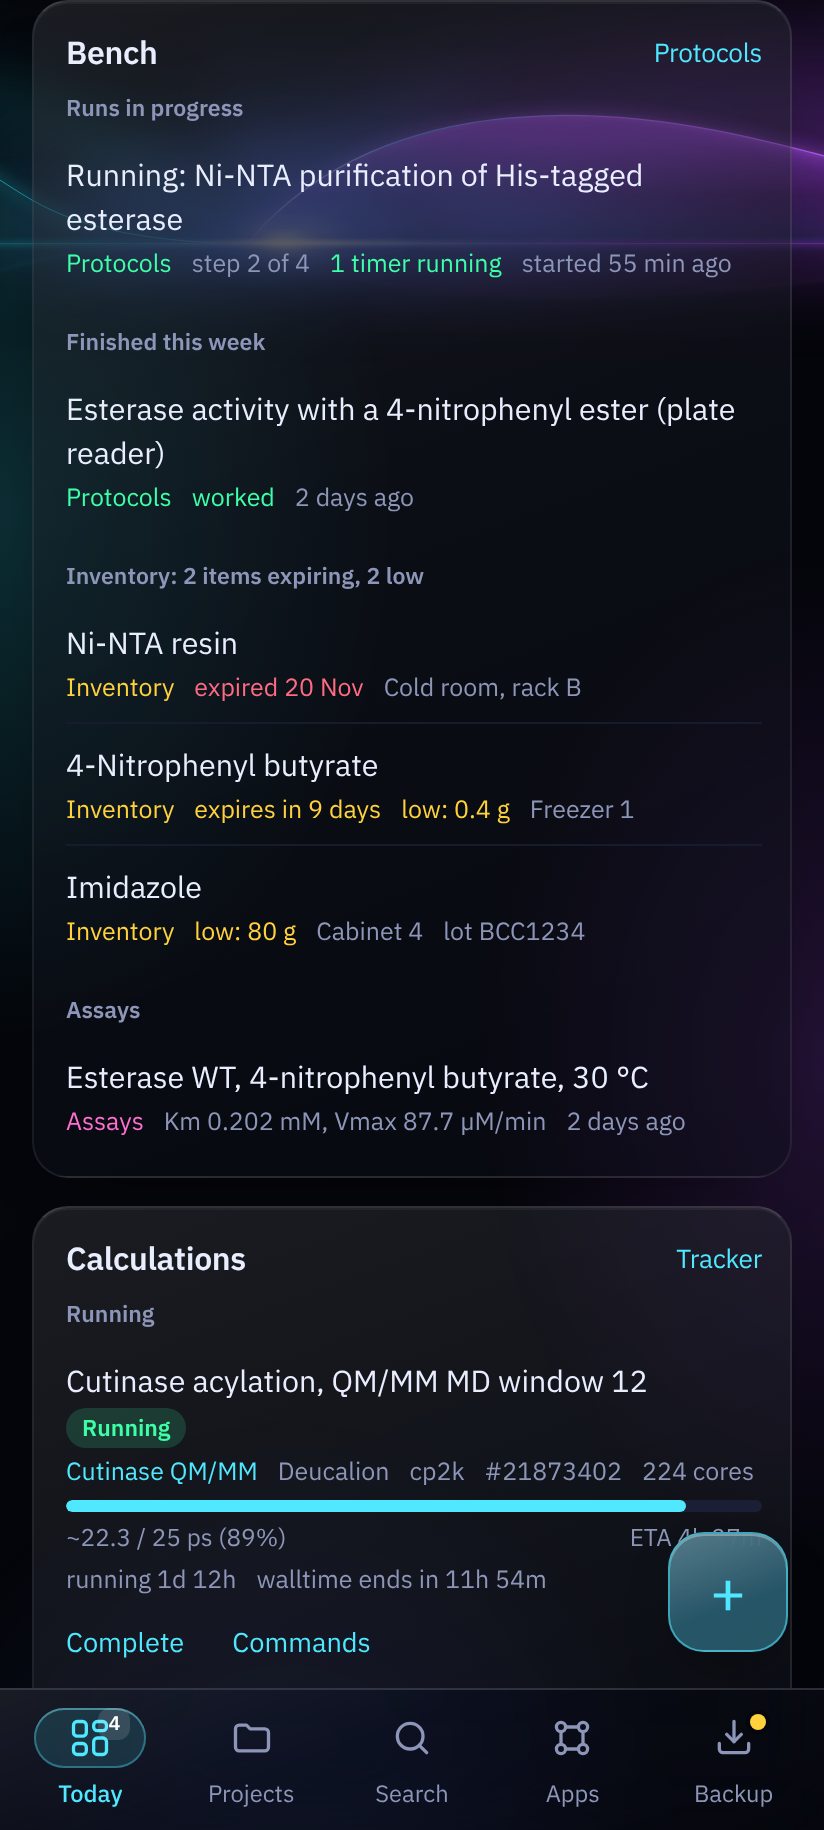 Bench
Protocols
Runs in progress
Running: Ni-NTA purification of His-tagged
esterase
Protocols step 2 of 4 1 timer running started 55 min ago
Finished this week
Esterase activity with a 4-nitrophenyl ester (plate
reader)
Protocols worked 2 days ago
Inventory: 2 items expiring, 2 low
Ni-NTA resin
Inventory expired 20 Nov Cold room, rack B
4-Nitrophenyl butyrate
Inventory expires in 9 days low: 0.4 g Freezer 1
Imidazole
Inventory low: 80 g Cabinet 4 lot BCC1234
Assays
Esterase WT, 4-nitrophenyl butyrate, 30 °C
Assays Km 0.202 mM, Vmax 87.7 µM/min 2 days ago
Calculations
Tracker
Running
Cutinase acylation, QM/MM MD window 12
Running
Cutinase QM/MM Deucalion cp2k #21873402 224 cores
~22.3 / 25 ps (89%)
ETA
running 1d 12h walltime ends in 11h 54m
+
Complete Commands
4
Today Projects Search Apps Backup